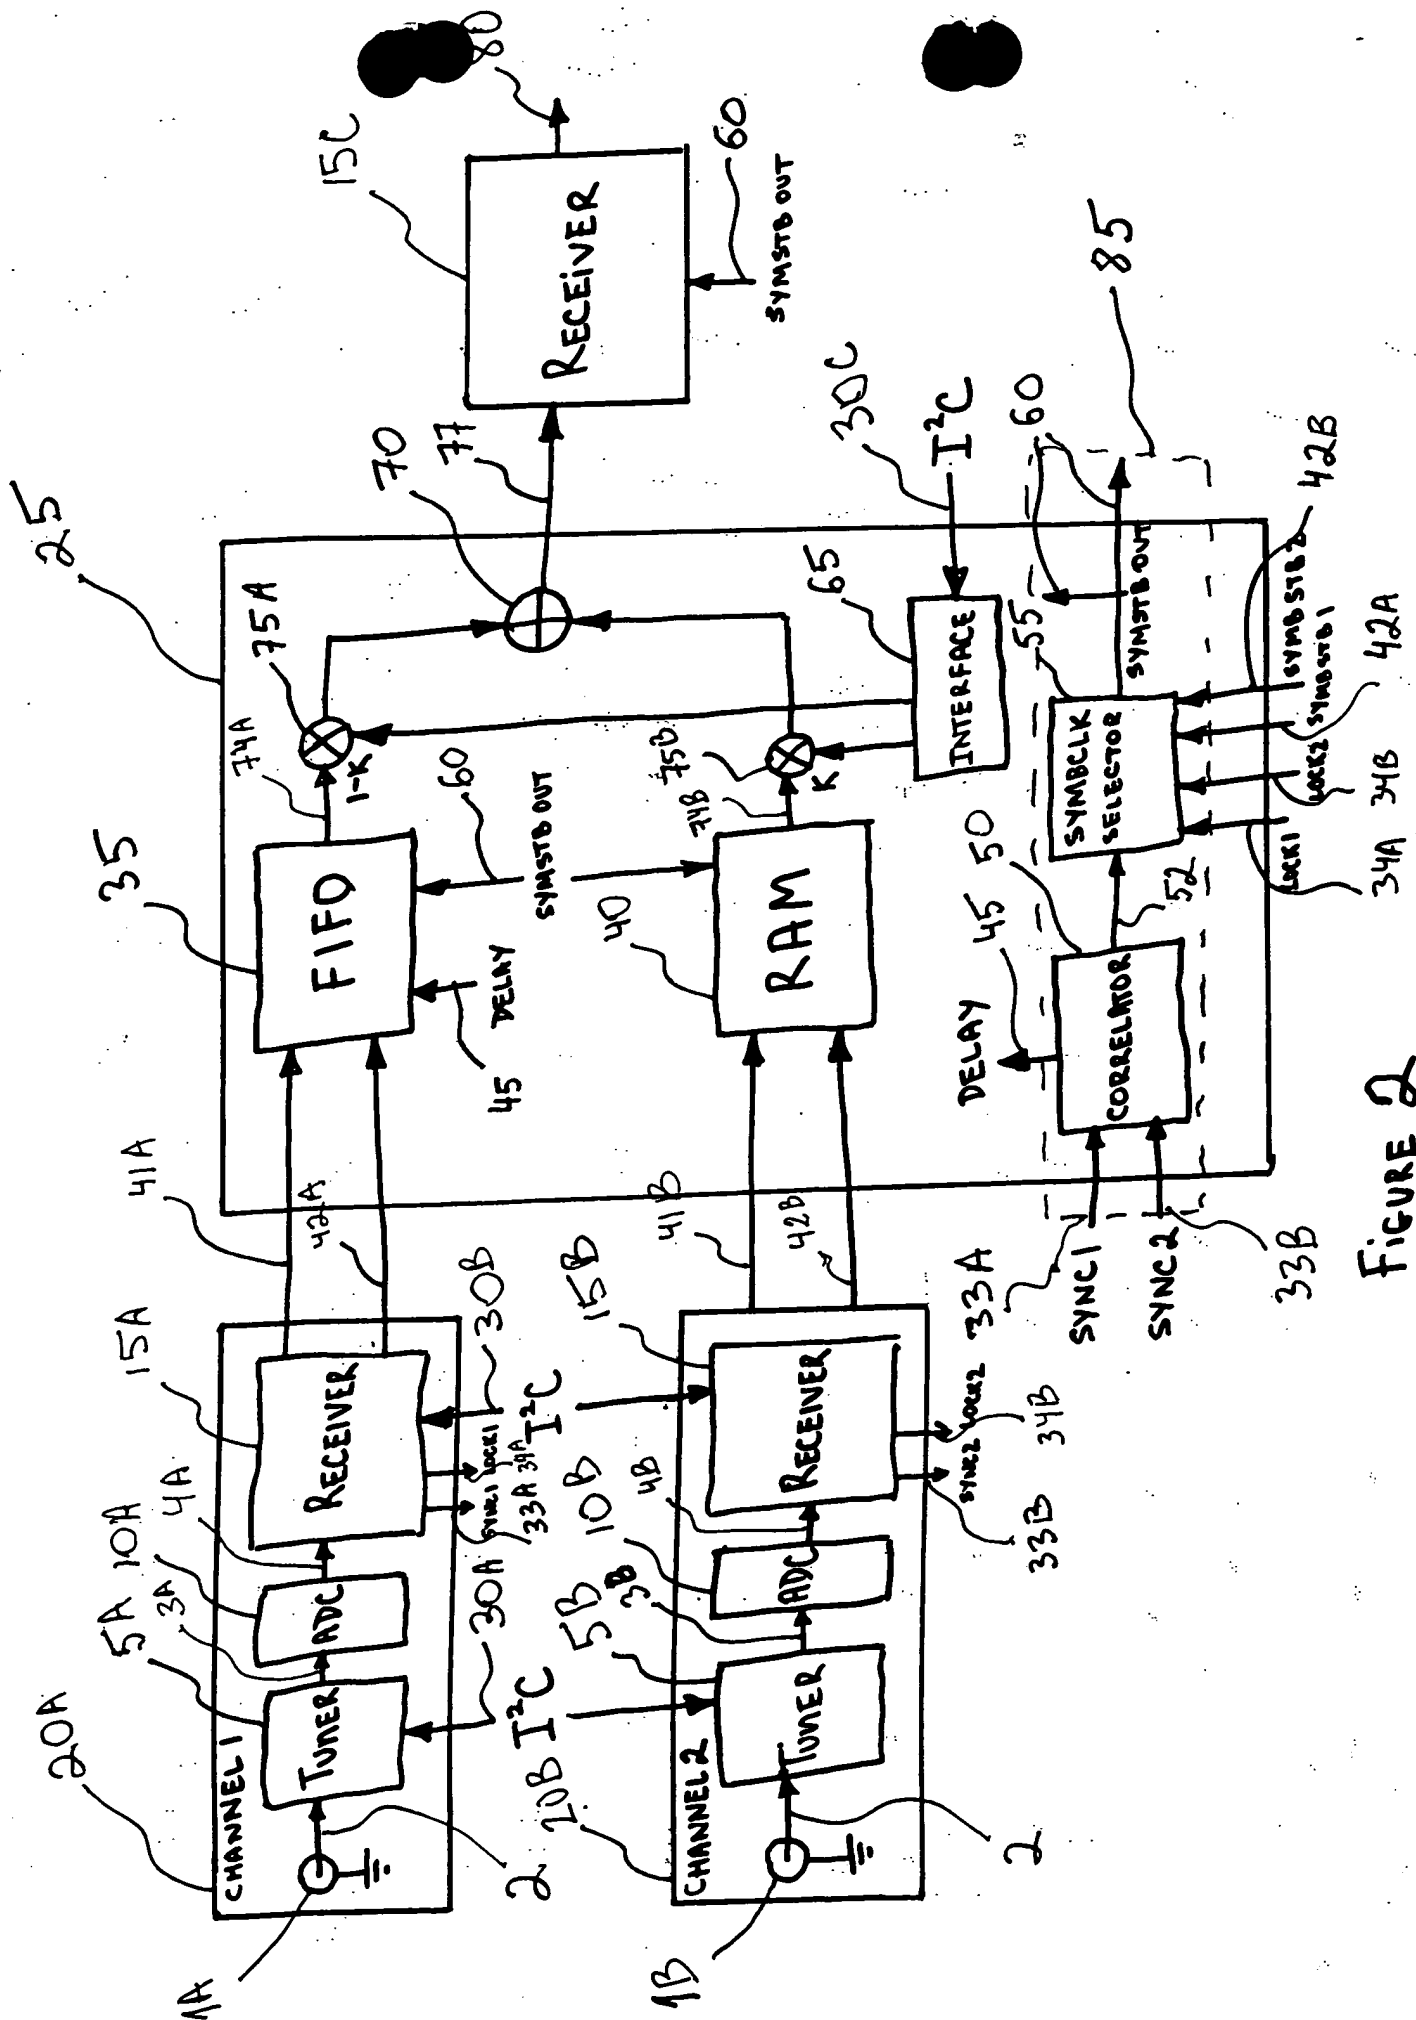 20A
CHANNEL 1
1A
2
TUNER
5A
3A
ADC
10A
4A
RECEIVER
15A
I²C
30A
SYNC1
33A
LOCK1
34A
I²C
30B
41A
42A
20B
CHANNEL 2
1B
2
TUNER
5B
3B
ADC
10B
4B
RECEIVER
15B
SYNC2
33B
LOCK2
34B
41B
42B
25
FIFO
35
DELAY
45
SYMSTB OUT
60
74A
75A
1-K
RAM
40
74B
75B
K
70
77
RECEIVER
15C
80
SYMSTB OUT
60
INTERFACE
65
I²C
30C
SYNC1
33A
SYNC2
33B
CORRELATOR
50
DELAY
45
52
SYMBCLK
SELECTOR
55
LOCK1
34A
LOCK2
34B
SYMBSTB1
42A
SYMBSTB2
42B
SYMSTB OUT
60
85
FIGURE 2